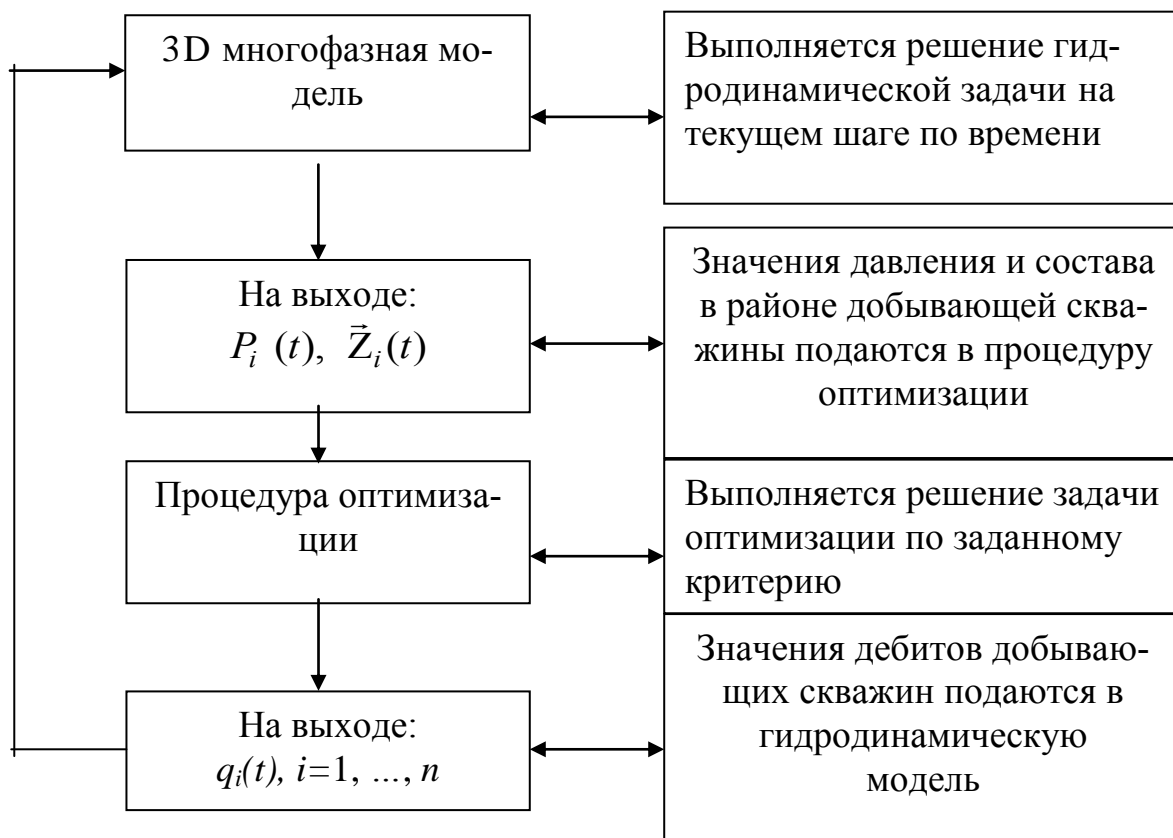 3D многофазная мо-
дель
Выполняется решение гид-
родинамической задачи на
текущем шаге по времени
На выходе:
P_i (t), \vec{Z}_i(t)
Значения давления и состава
в районе добывающей сква-
жины подаются в процедуру
оптимизации
Процедура оптимиза-
ции
Выполняется решение задачи
оптимизации по заданному
критерию
На выходе:
q_i(t), i=1, ..., n
Значения дебитов добываю-
щих скважин подаются в
гидродинамическую
модель